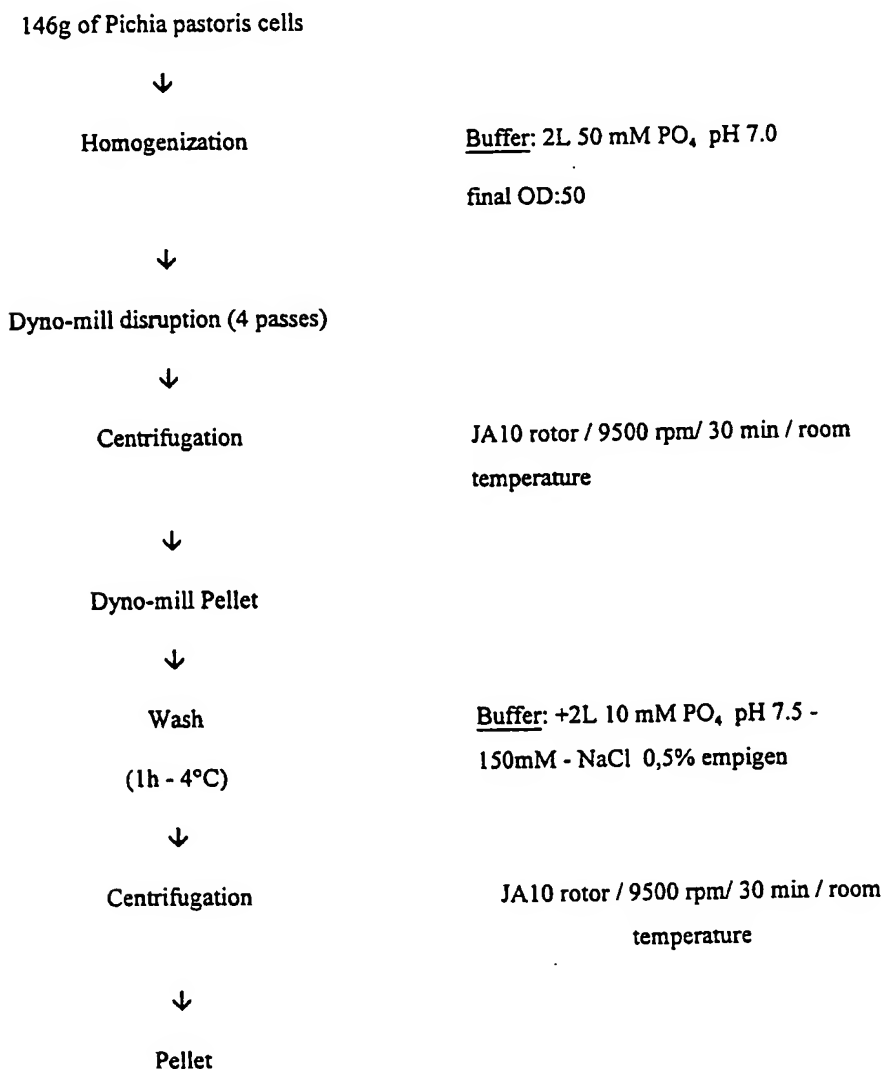 146g of Pichia pastoris cells
↓
Homogenization
Buffer: 2L 50 mM PO₄ pH 7.0
final OD:50
↓
Dyno-mill disruption (4 passes)
↓
Centrifugation
JA10 rotor / 9500 rpm/ 30 min / room
temperature
↓
Dyno-mill Pellet
↓
Wash
(1h - 4°C)
Buffer: +2L 10 mM PO₄ pH 7.5 -
150mM - NaCl 0,5% empigen
↓
Centrifugation
JA10 rotor / 9500 rpm/ 30 min / room
temperature
↓
Pellet